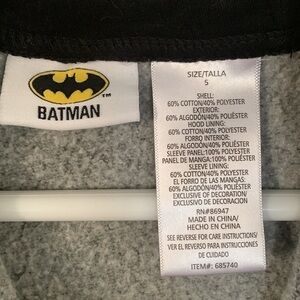 BATMAN
TM
SIZE/TALLA
5
SHELL:
60% COTTON/40% POLYESTER
EXTERIOR:
60% ALGODÓN/40% POLIÉSTER
HOOD LINING:
60% COTTON/40% POLYESTER
FORRO INTERIOR:
60% ALGODÓN/40% POLIÉSTER
SLEEVE PANEL:100% POLYESTER
PANEL DE MANGA:100% POLIÉSTER
SLEEVE LINING:
60% COTTON/40% POLYESTER
EL FORRO DE LAS MANGAS:
60% ALGODÓN/40% POLIÉSTER
EXCLUSIVE OF DECORATION/
EXCLUSIVO DE DECORACION
RN#86947
MADE IN CHINA/
HECHO EN CHINA
SEE REVERSE FOR CARE INSTRUCTIONS/
VER EL REVERSO PARA INSTRUCCIONES
DE CUIDADO
ITEM#: 685740